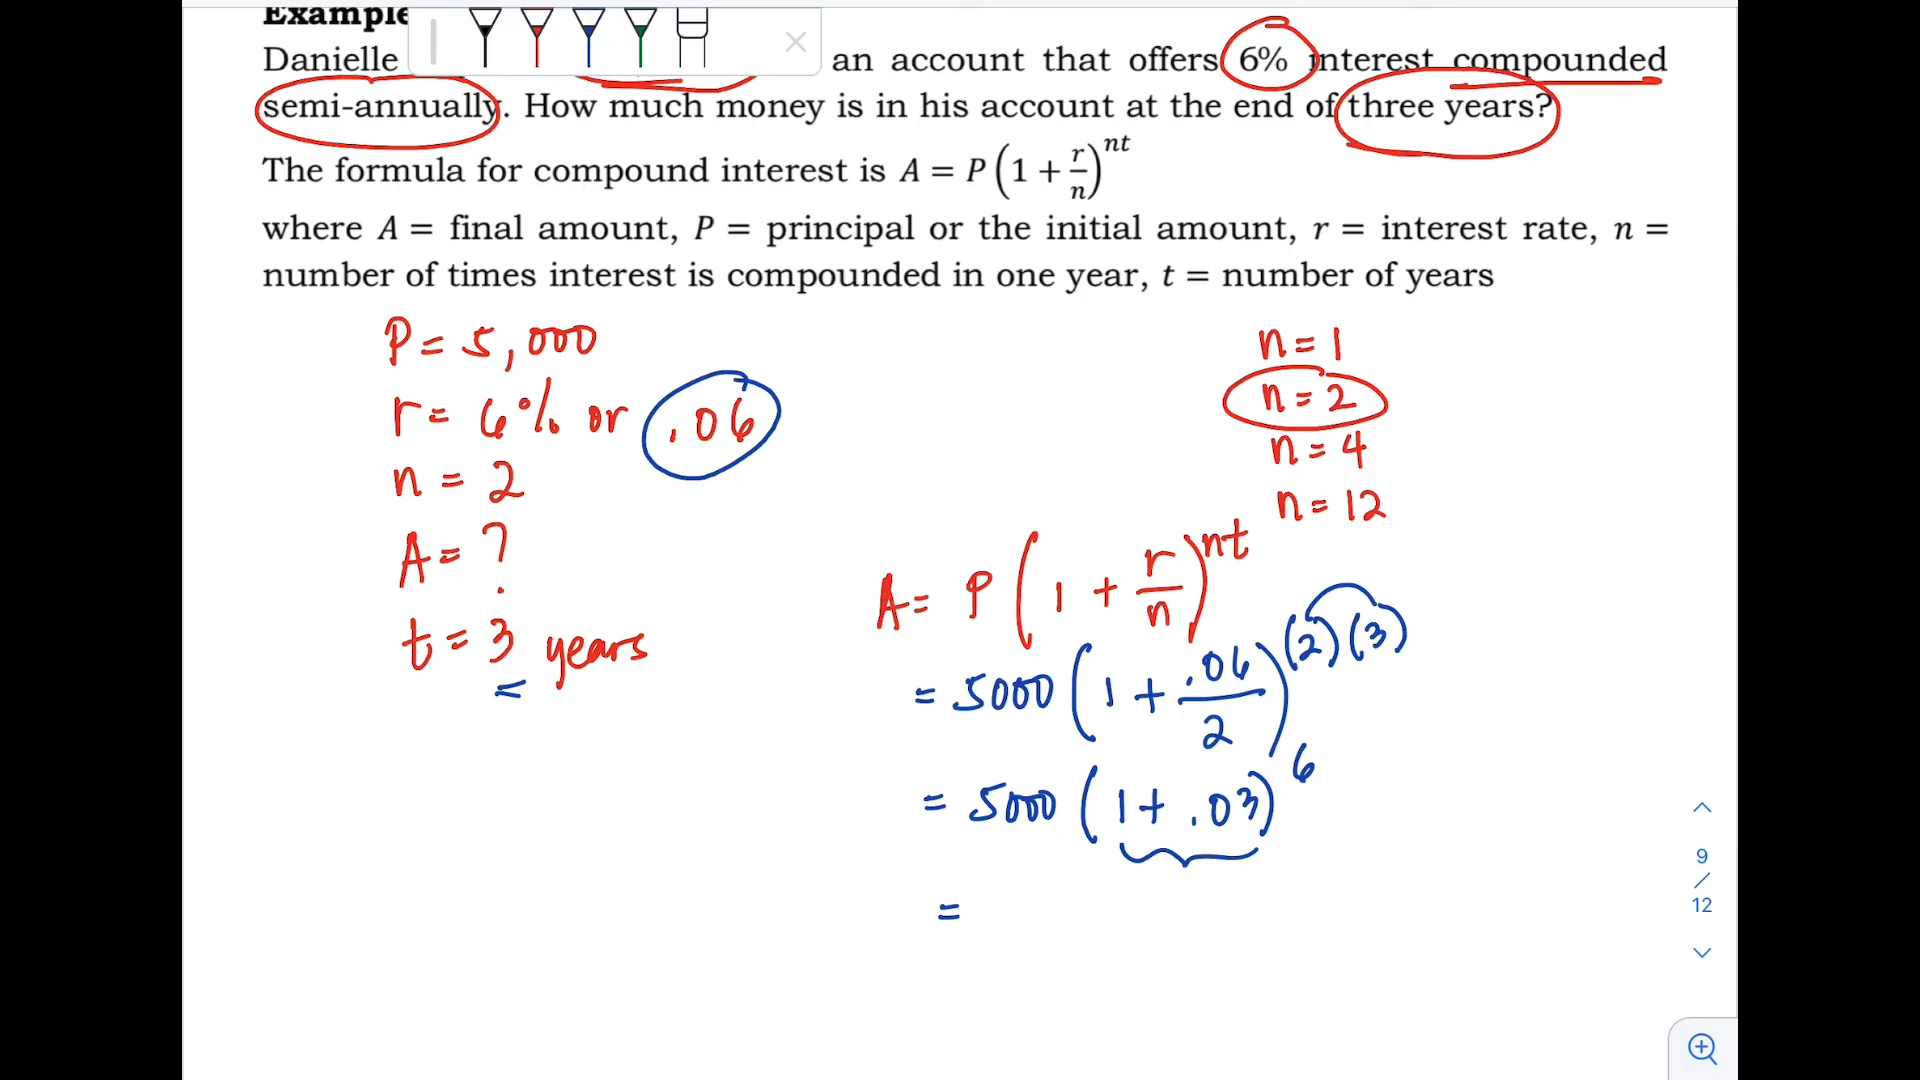 Example
Danielle an account that offers 6% interest compounded
semi-annually. How much money is in his account at the end of three years?
The formula for compound interest is A = P(1 + r/n)^nt
where A = final amount, P = principal or the initial amount, r = interest rate, n =
number of times interest is compounded in one year, t = number of years
P = 5,000
r = 6% or .06
n = 2
A = ?
t = 3 years
n = 1
n = 2
n = 4
n = 12
A = P(1 + r/n)^nt
= 5000(1 + .06/2)^(2)(3)
= 5000(1 + .03)^6
=
9
/
12